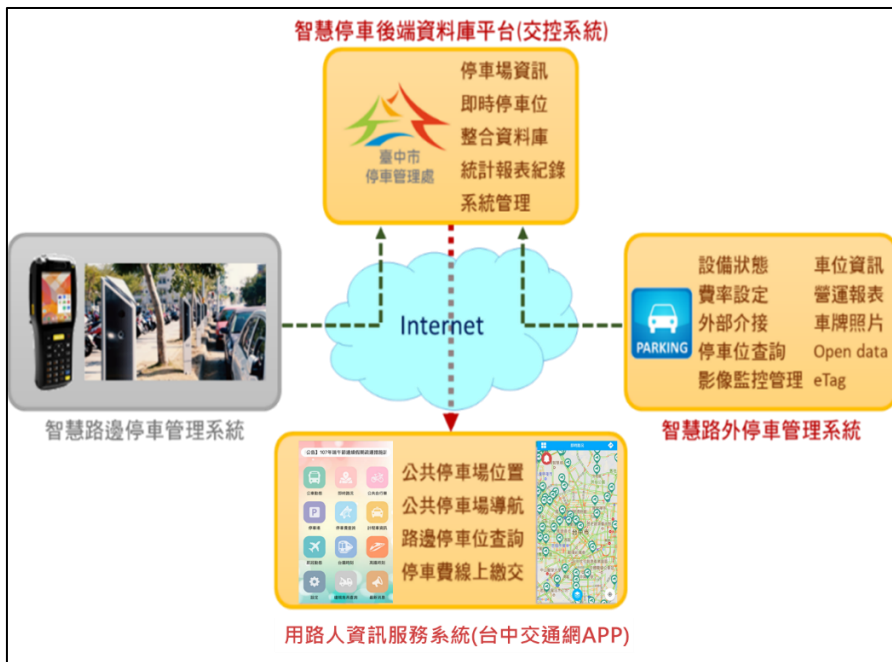 智慧停車後端資料庫平台(交控系統)
臺中市
停車管理處
停車場資訊
即時停車位
整合資料庫
統計報表紀錄
系統管理
Internet
智慧路邊停車管理系統
PARKING
設備狀態 車位資訊
費率設定 營運報表
外部介接 車牌照片
停車位查詢 Open data
影像監控管理 eTag
智慧路外停車管理系統
公共停車場位置
公共停車場導航
路邊停車位查詢
停車費線上繳交
用路人資訊服務系統(台中交通網APP)